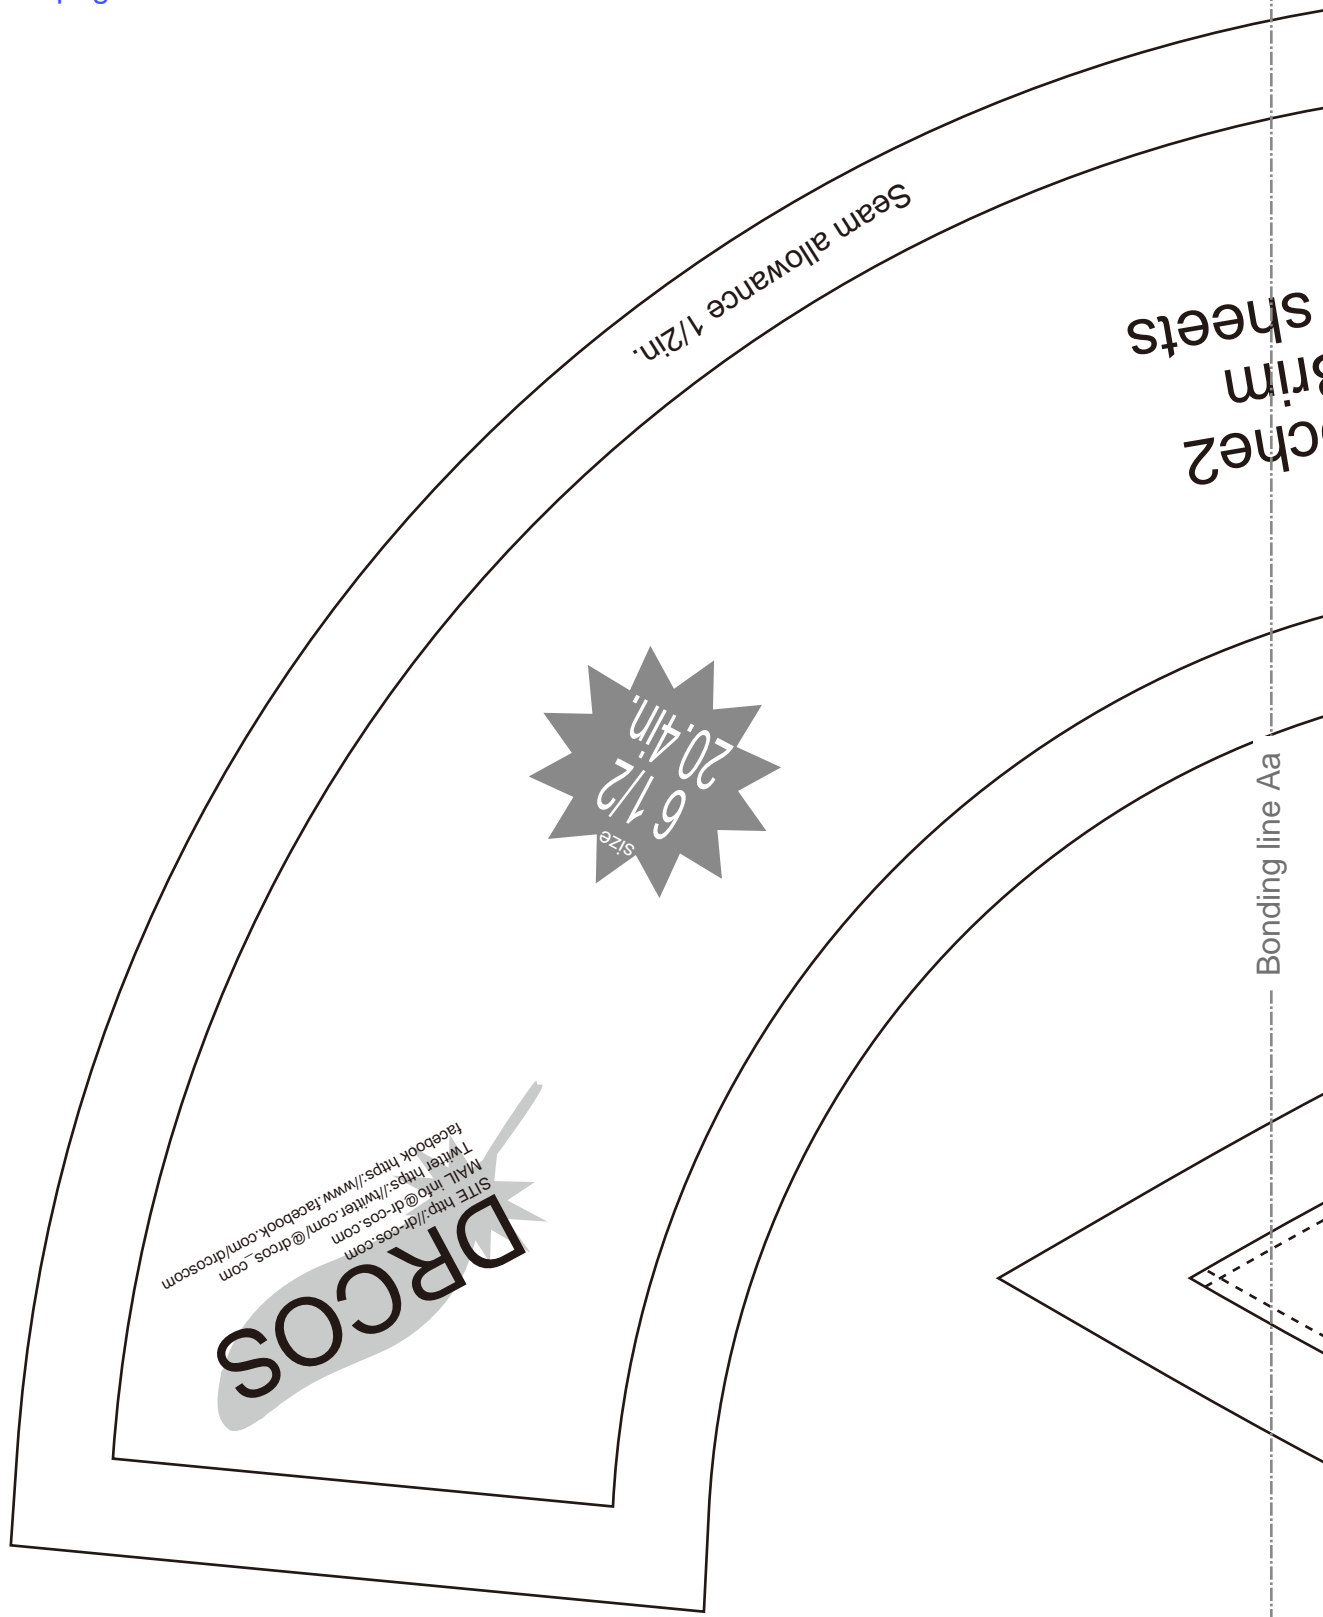 Seam allowance 1/2in.
che2
Brim
sheets
size
6 1/2
20.4in.
Bonding line Aa
DRCOS
SITE http://dr-cos.com
MAIL info@dr-cos.com
Twitter https://twitter.com/@drcos_com
facebook https://www.facebook.com/drcoscom